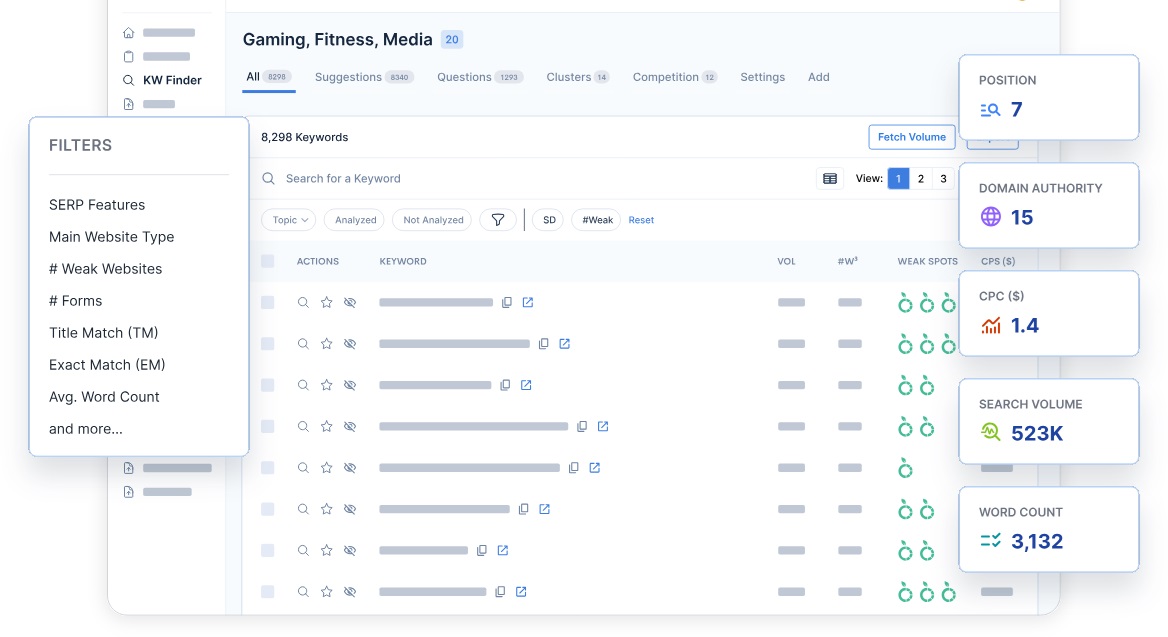 Gaming, Fitness, Media 20
All 8298 Suggestions 8340 Questions 1293 Clusters 14 Competition 12 Settings Add
KW Finder
8,298 Keywords
Fetch Volume
Search for a Keyword
View: 1 2 3
Topic Analyzed Not Analyzed SD #Weak Reset
ACTIONS KEYWORD VOL #W³ WEAK SPOTS CPS ($)
FILTERS
SERP Features
Main Website Type
# Weak Websites
# Forms
Title Match (TM)
Exact Match (EM)
Avg. Word Count
and more...
POSITION
7
DOMAIN AUTHORITY
15
CPC ($)
1.4
SEARCH VOLUME
523K
WORD COUNT
3,132